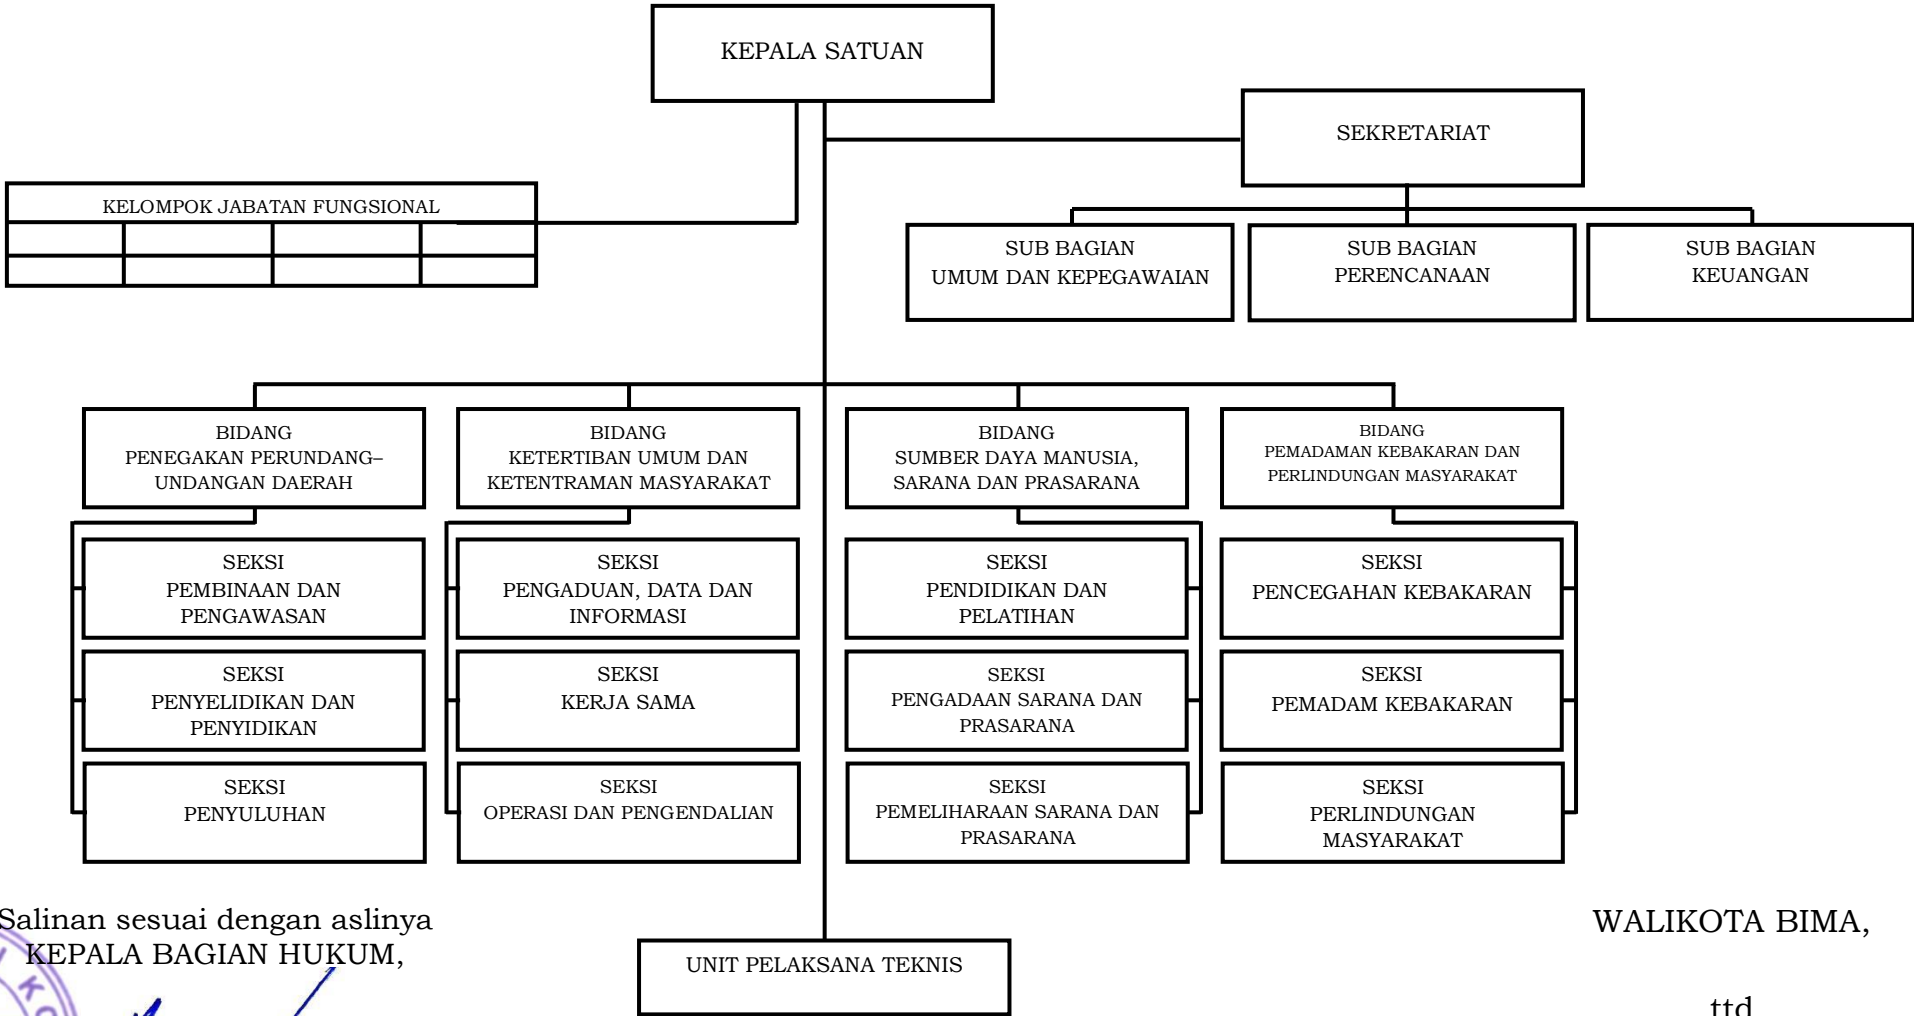 KEPALA SATUAN
SEKRETARIAT
KELOMPOK JABATAN FUNGSIONAL
SUB BAGIAN
UMUM DAN KEPEGAWAIAN
SUB BAGIAN
PERENCANAAN
SUB BAGIAN
KEUANGAN
BIDANG
PENEGAKAN PERUNDANG–
UNDANGAN DAERAH
BIDANG
KETERTIBAN UMUM DAN
KETENTRAMAN MASYARAKAT
BIDANG
SUMBER DAYA MANUSIA,
SARANA DAN PRASARANA
BIDANG
PEMADAMAN KEBAKARAN DAN
PERLINDUNGAN MASYARAKAT
SEKSI
PEMBINAAN DAN
PENGAWASAN
SEKSI
PENGADUAN, DATA DAN
INFORMASI
SEKSI
PENDIDIKAN DAN
PELATIHAN
SEKSI
PENCEGAHAN KEBAKARAN
SEKSI
PENYELIDIKAN DAN
PENYIDIKAN
SEKSI
KERJA SAMA
SEKSI
PENGADAAN SARANA DAN
PRASARANA
SEKSI
PEMADAM KEBAKARAN
SEKSI
PENYULUHAN
SEKSI
OPERASI DAN PENGENDALIAN
SEKSI
PEMELIHARAAN SARANA DAN
PRASARANA
SEKSI
PERLINDUNGAN
MASYARAKAT
Salinan sesuai dengan aslinya
KEPALA BAGIAN HUKUM,
UNIT PELAKSANA TEKNIS
WALIKOTA BIMA,
ttd